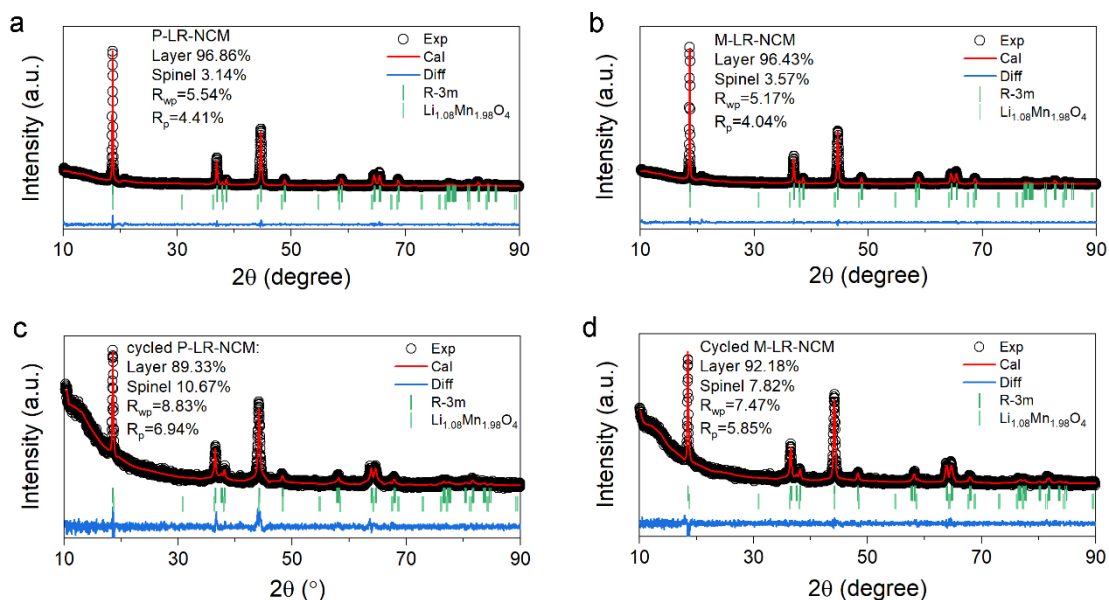 a
P-LR-NCM
Layer 96.86%
Spinel 3.14%
Rwp=5.54%
Rp=4.41%
Exp
Cal
Diff
R-3m
Li1.08Mn1.98O4
Intensity (a.u.)
10 30 50 70 90
2θ (degree)
b
M-LR-NCM
Layer 96.43%
Spinel 3.57%
Rwp=5.17%
Rp=4.04%
Exp
Cal
Diff
R-3m
Li1.08Mn1.98O4
Intensity (a.u.)
10 30 50 70 90
2θ (degree)
c
cycled P-LR-NCM:
Layer 89.33%
Spinel 10.67%
Rwp=8.83%
Rp=6.94%
Exp
Cal
Diff
R-3m
Li1.08Mn1.98O4
Intensity (a.u.)
10 30 50 70 90
2θ (°)
d
Cycled M-LR-NCM
Layer 92.18%
Spinel 7.82%
Rwp=7.47%
Rp=5.85%
Exp
Cal
Diff
R-3m
Li1.08Mn1.98O4
Intensity (a.u.)
10 30 50 70 90
2θ (degree)